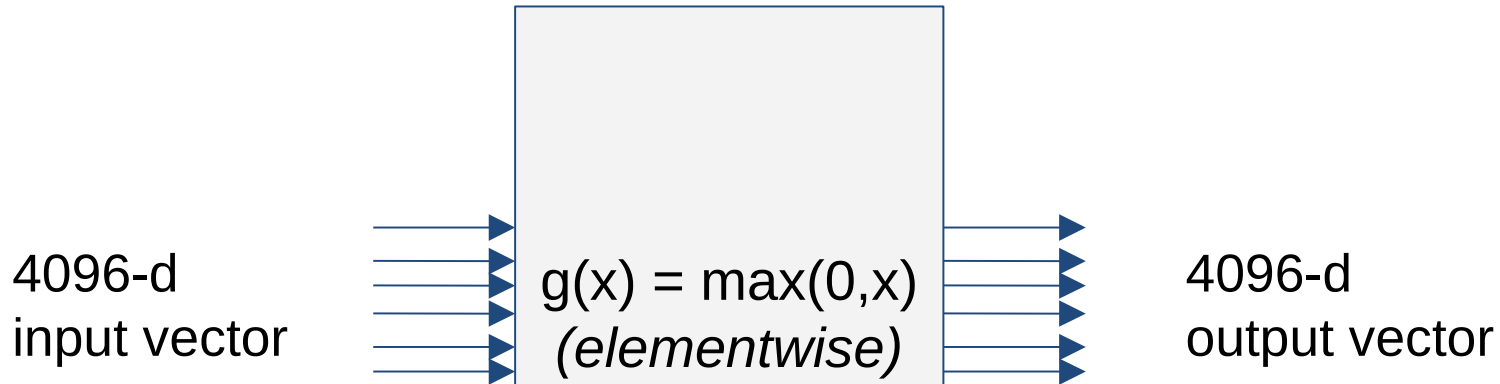 4096-d
input vector
g(x) = max(0,x)
(elementwise)
4096-d
output vector